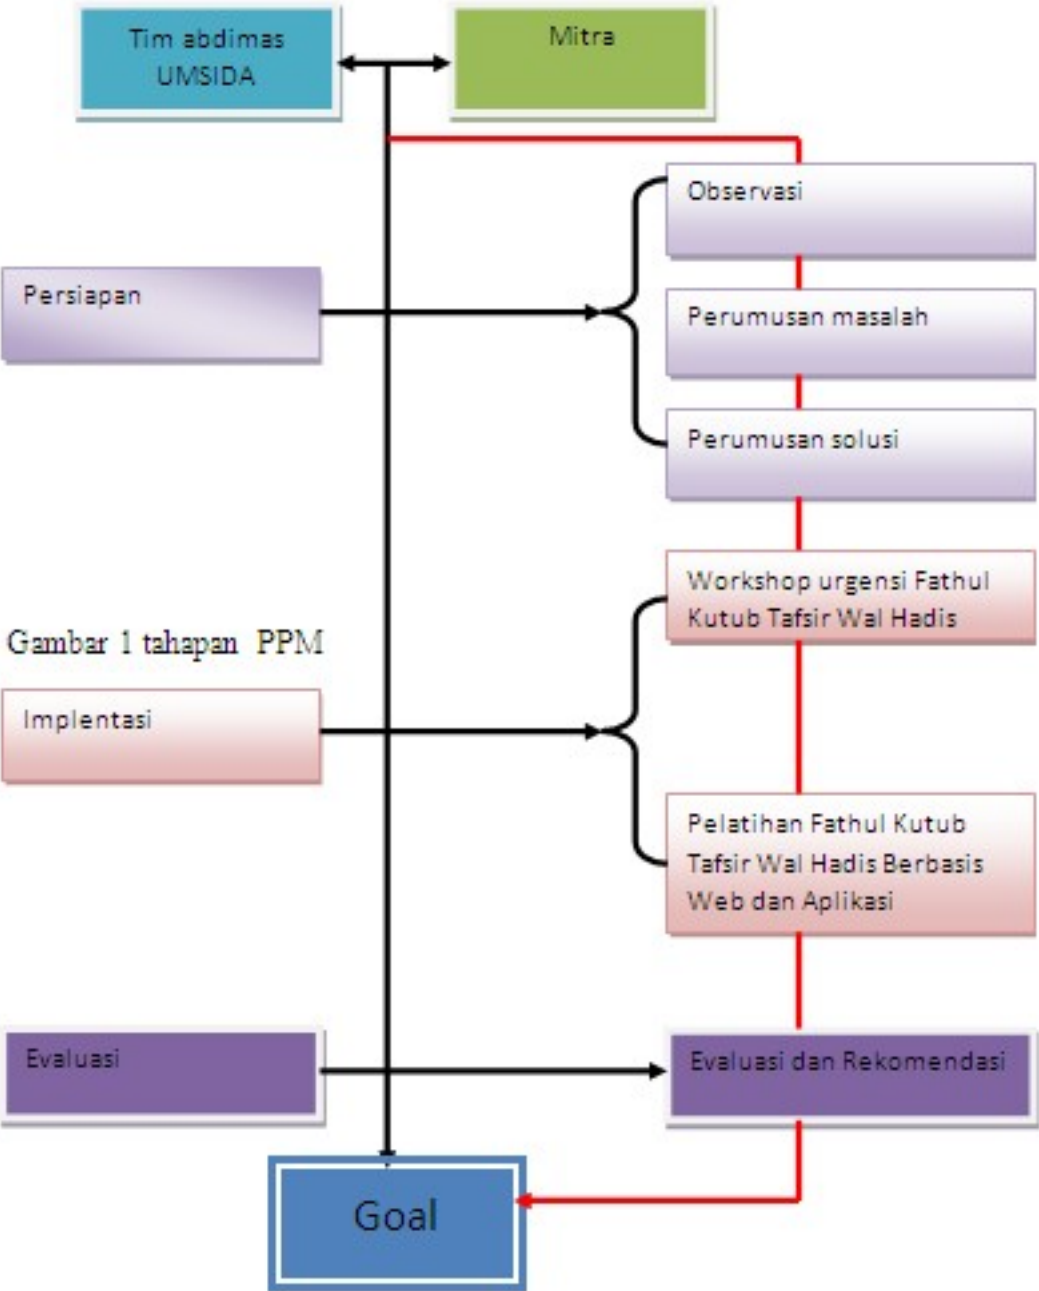 Tim abdimas
UMSIDA
Mitra
Observasi
Persiapan
Perumusan masalah
Perumusan solusi
Workshop urgensi Fathul
Kutub Tafsir Wal Hadis
Gambar 1 tahapan PPM
Implentasi
Pelatihan Fathul Kutub
Tafsir Wal Hadis Berbasis
Web dan Aplikasi
Evaluasi
Evaluasi dan Rekomendasi
Goal